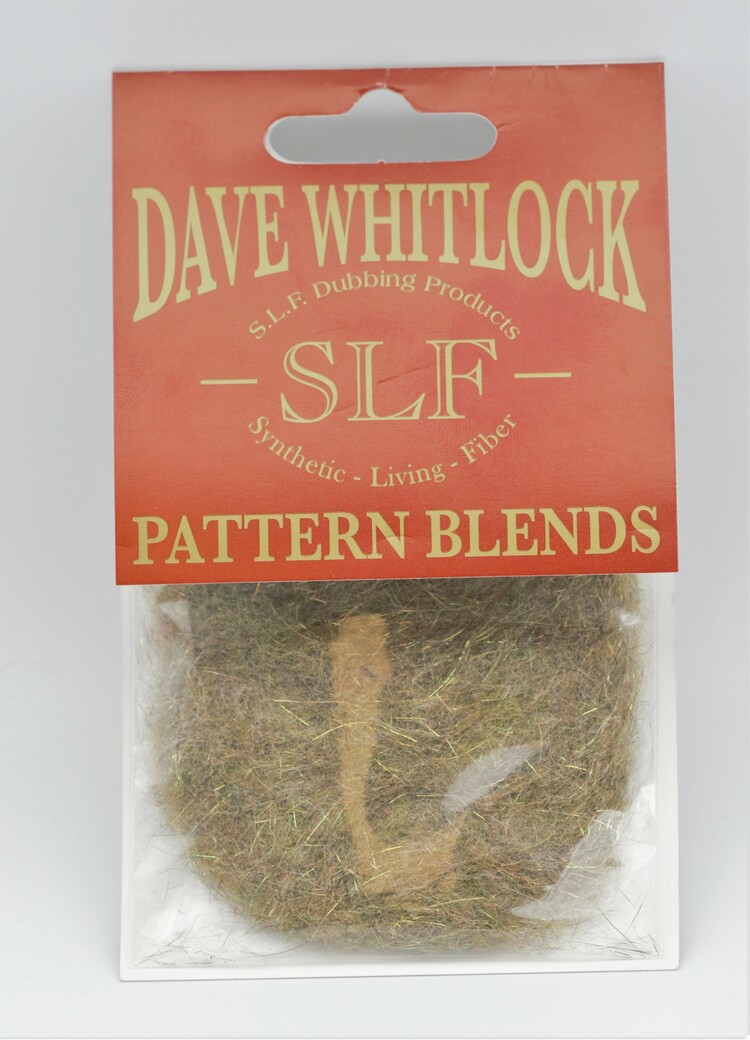 DAVE WHITLOCK
S.L.F. Dubbing Products
SLF
Synthetic - Living - Fiber
PATTERN BLENDS